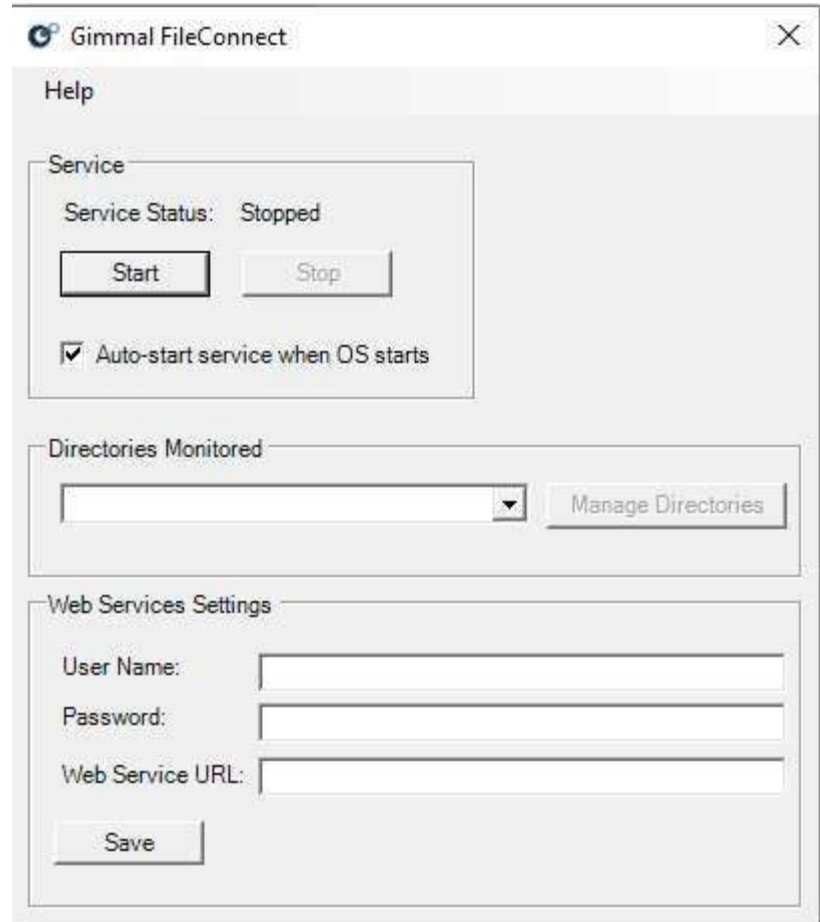 Gimmal FileConnect
Help
Service
Service Status: Stopped
Start Stop
Auto-start service when OS starts
Directories Monitored
Manage Directories
Web Services Settings
User Name:
Password:
Web Service URL:
Save